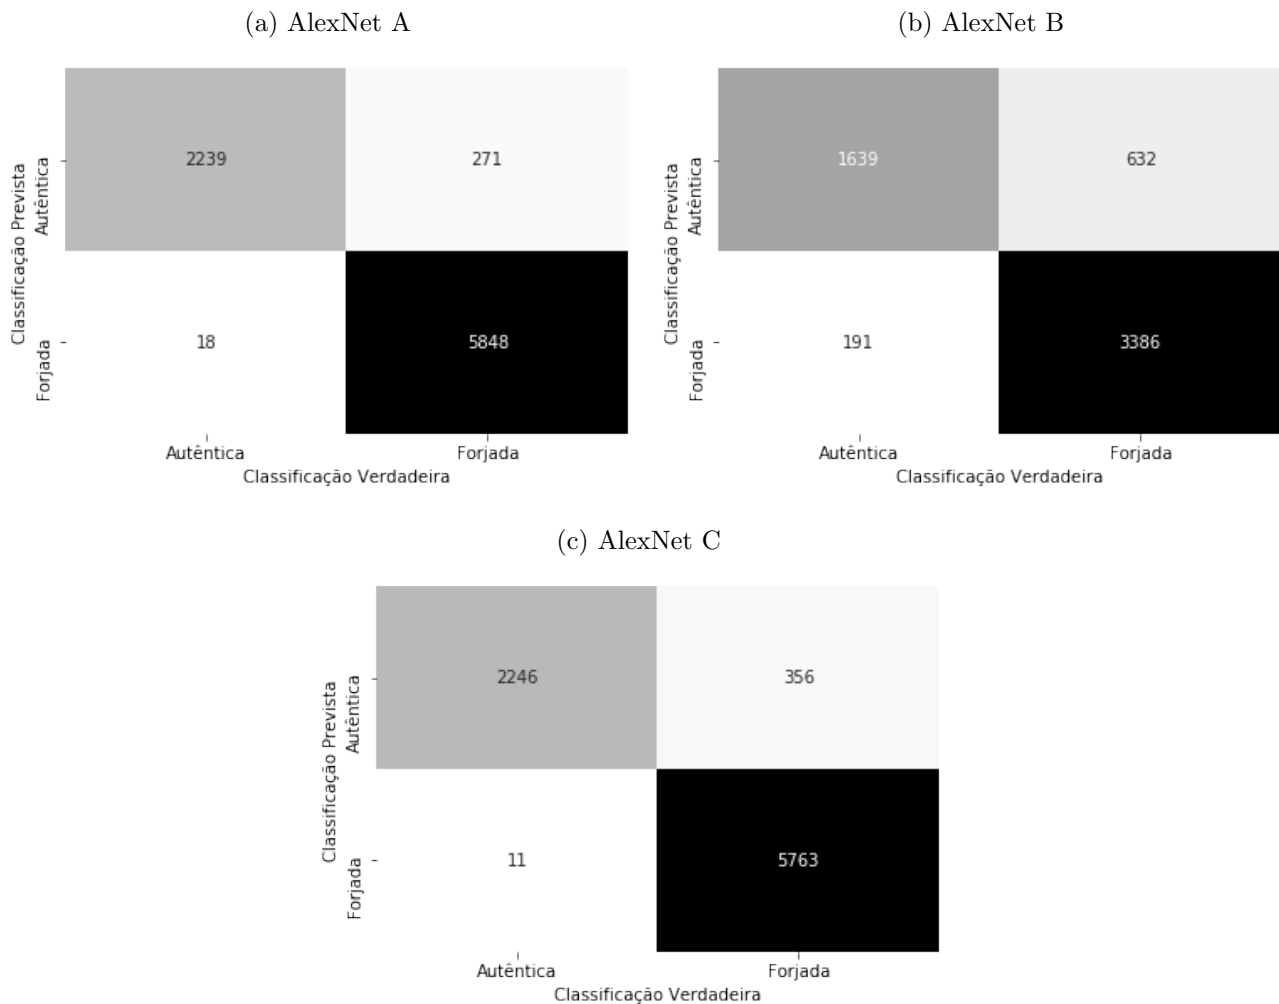 (a) AlexNet A
Classificação Prevista
Autêntica
Forjada
2239
271
18
5848
Autêntica
Forjada
Classificação Verdadeira
(b) AlexNet B
Classificação Prevista
Autêntica
Forjada
1639
632
191
3386
Autêntica
Forjada
Classificação Verdadeira
(c) AlexNet C
Classificação Prevista
Autêntica
Forjada
2246
356
11
5763
Autêntica
Forjada
Classificação Verdadeira